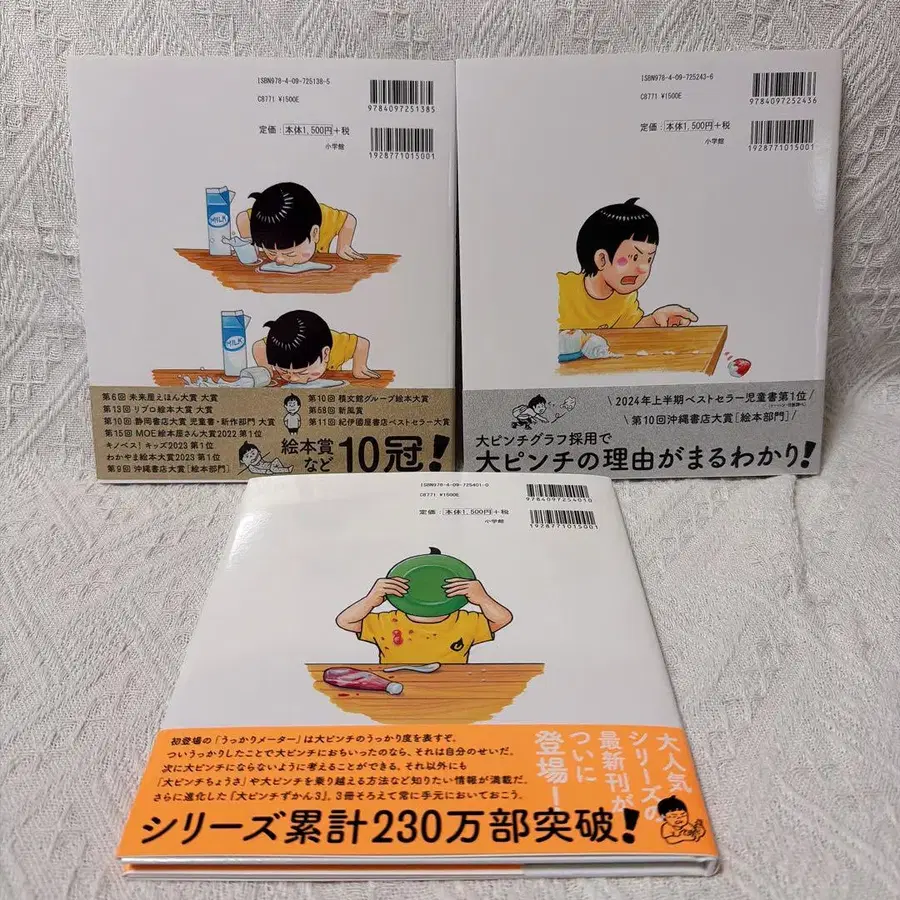 ISBN978-4-09-725138-5
C8771 ¥1500E
9784097251385
定価：本体1,500円＋税
小学館
1928771015001
MILK
MILK
第6回 未来屋えほん大賞 大賞
第13回 リブロ絵本大賞 大賞
第10回 静岡書店大賞 児童書・新作部門 大賞
第15回 MOE絵本屋さん大賞2022 第1位
キノベス！キッズ2023 第1位
わかやま絵本大賞2023 第1位
第9回 沖縄書店大賞［絵本部門］
第10回 積文館グループ絵本大賞
第58回 新風賞
第11回 紀伊國屋書店ベストセラー大賞
絵本賞
など
10冠！
ISBN978-4-09-725243-6
C8771 ¥1500E
9784097252436
定価：本体1,500円＋税
小学館
1928771015001
2024年上半期ベストセラー児童書第1位
第10回沖縄書店大賞［絵本部門］
大ピンチグラフ採用で
大ピンチの理由がまるわかり！
ISBN978-4-09-725401-0
C8771 ¥1500E
9784097254010
定価：本体1,500円＋税
小学館
1928771015001
初登場の「うっかりメーター」は大ピンチのうっかり度を表すぞ。
ついうっかりしたことで大ピンチにおちいったのなら、それは自分のせいだ。
次に大ピンチにならないように考えることができる。それ以外にも
「大ピンチちょうさ」や大ピンチを乗り越える方法など知りたい情報が満載だ。
さらに進化した「大ピンチずかん3」。3冊そろえて常に手元においておこう。
大人気
シリーズの
最新刊が
ついに
登場！
シリーズ累計230万部突破！